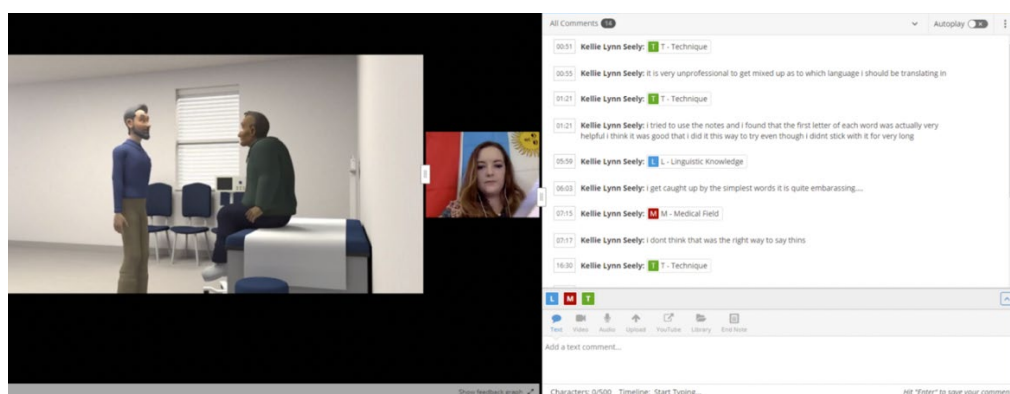 All Comments 14
Autoplay
00:51 Kellie Lynn Seely: T T - Technique
00:55 Kellie Lynn Seely: it is very unprofessional to get mixed up as to which language i should be translating in
01:21 Kellie Lynn Seely: T T - Technique
01:21 Kellie Lynn Seely: i tried to use the notes and i found that the first letter of each word was actually very
helpful i think it was good that i did it this way to try even though i didnt stick with it for very long
05:59 Kellie Lynn Seely: L L - Linguistic Knowledge
06:03 Kellie Lynn Seely: i get caught up by the simplest words it is quite embarassing....
07:15 Kellie Lynn Seely: M M - Medical Field
07:17 Kellie Lynn Seely: i dont think that was the right way to say thins
16:30 Kellie Lynn Seely: T T - Technique
L M T
Text Video Audio Upload YouTube Library End Note
Add a text comment...
Show feedback graph
Characters: 0/500 Timeline: Start Typing...
Hit "Enter" to save your commen